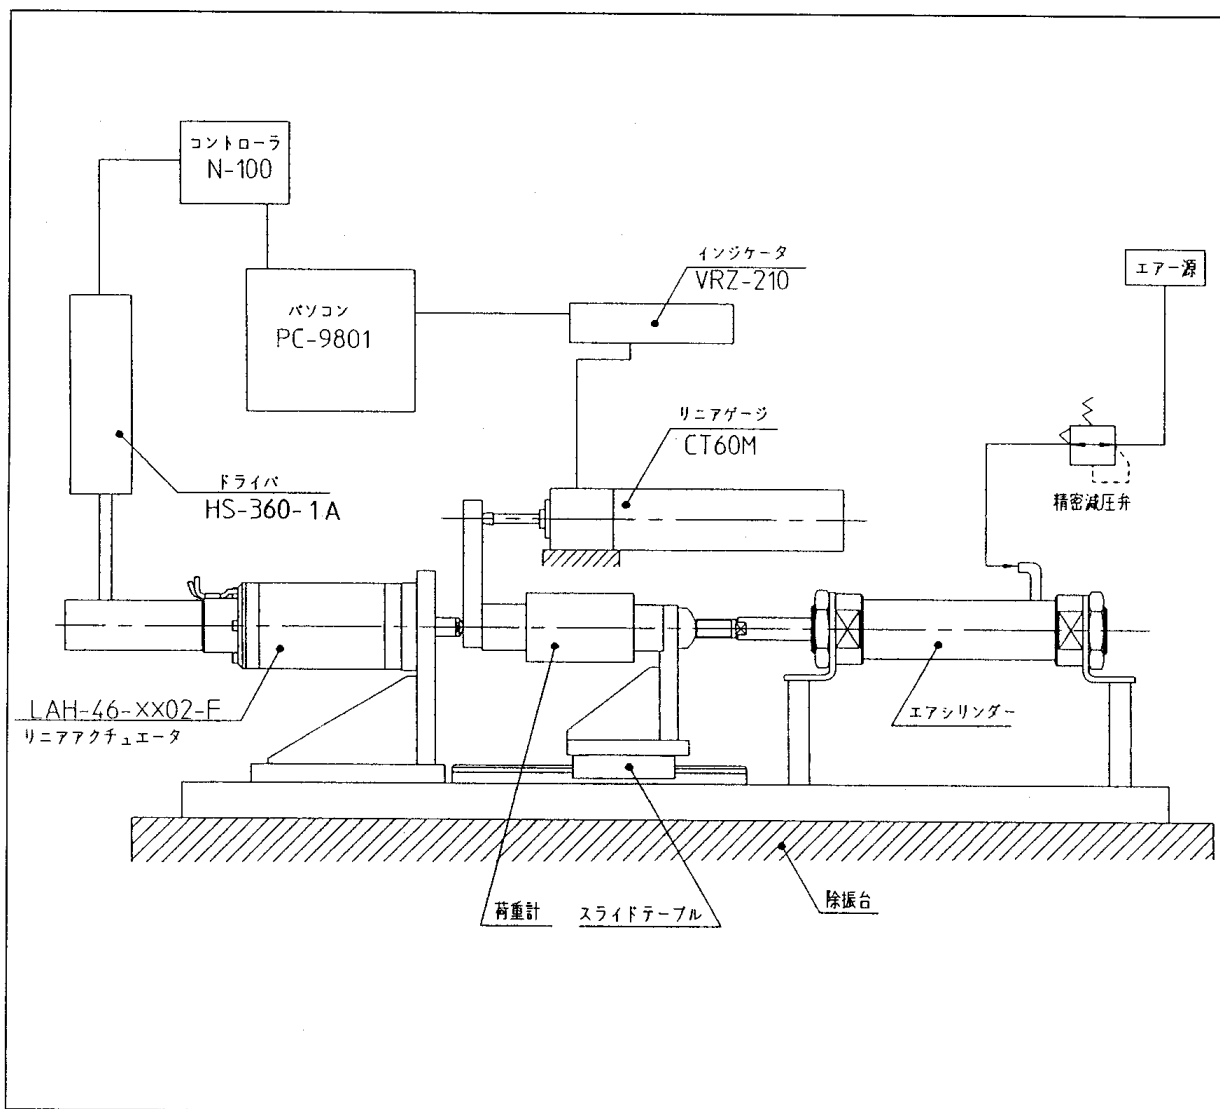 コントローラ
N-100
インジケータ
VRZ-210
エアー源
パソコン
PC-9801
リニアゲージ
CT60M
ドライバ
HS-360-1A
精密減圧弁
LAH-46-XX02-F
リニアアクチュエータ
エアシリンダー
荷重計
スライドテーブル
除振台